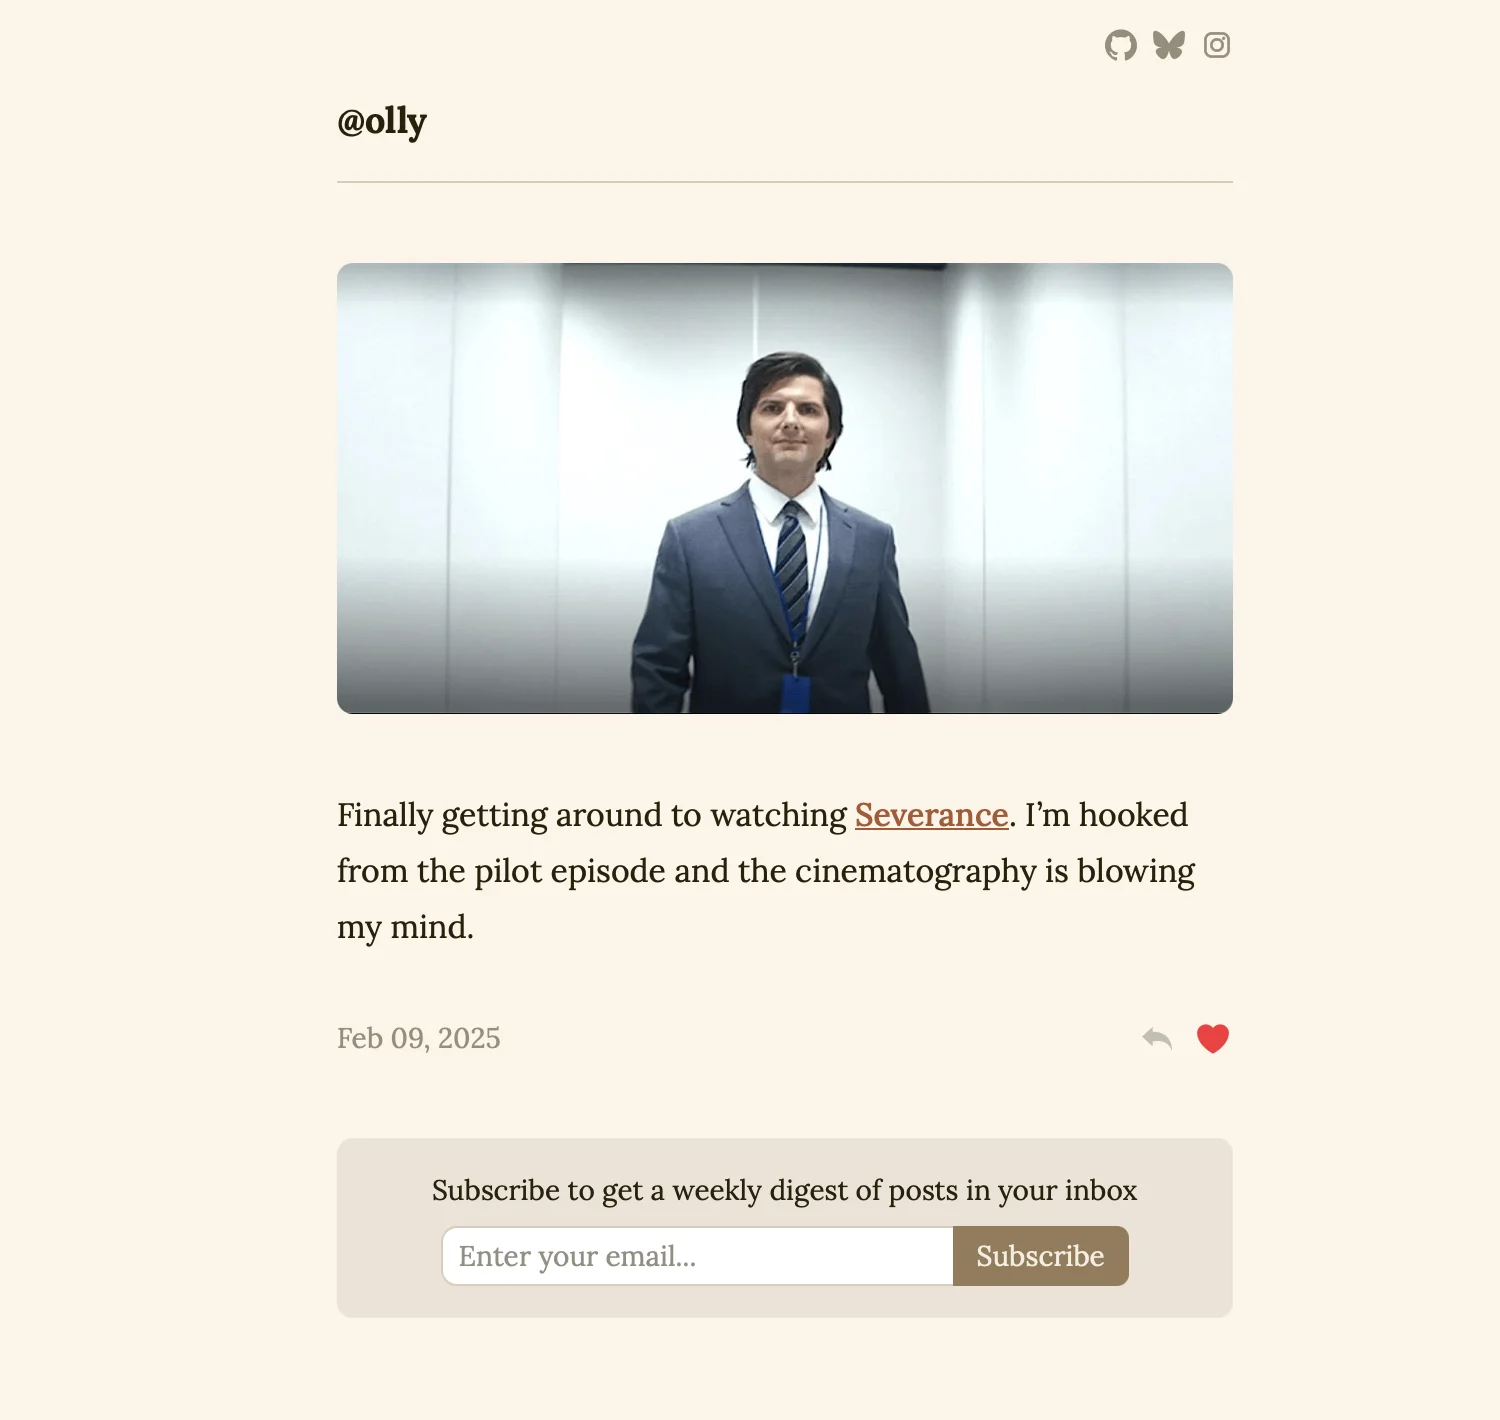 @olly
Finally getting around to watching Severance. I’m hooked
from the pilot episode and the cinematography is blowing
my mind.
Feb 09, 2025
Subscribe to get a weekly digest of posts in your inbox
Enter your email...
Subscribe